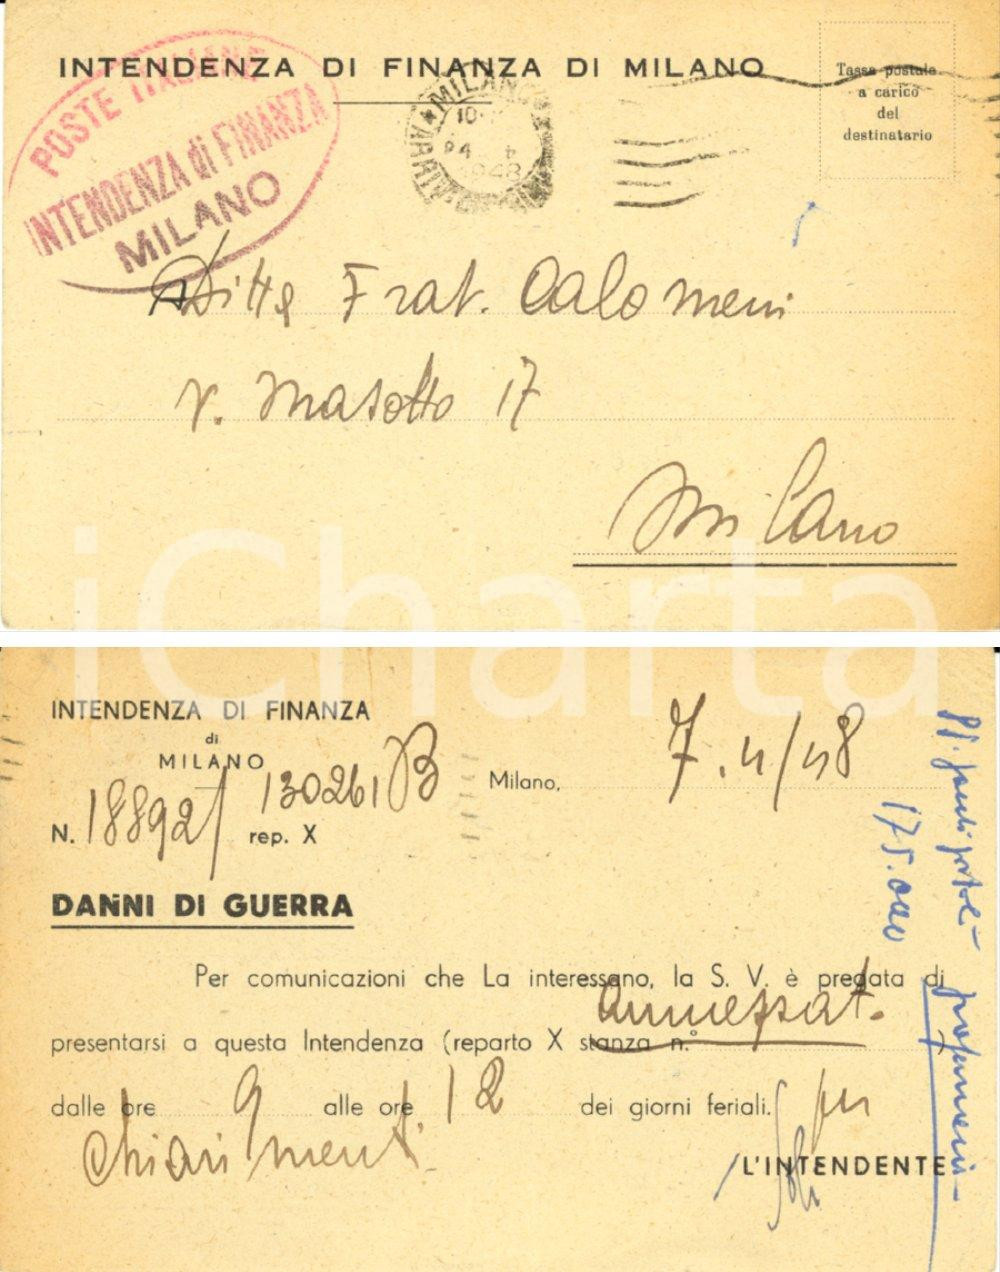 INTENDENZA DI FINANZA DI MILANO
POSTE ITALIANE
INTENDENZA di FINANZA
MILANO
MILANO
1948
Tassa postale
a carico
del
destinatario
Ditta Frat. Calomeni
V. Masotto 17
Milano
iCharta
INTENDENZA DI FINANZA
di
MILANO
N. 18892/ 130261 B
rep. X
Milano, 7.4/48
DANNI DI GUERRA
Per comunicazioni che La interessano, la S. V. è pregata di
presentarsi a questa Intendenza (reparto X stanza n.°
dalle ore 9 alle ore 12 dei giorni feriali.
chiarimenti
L'INTENDENTE
175.000